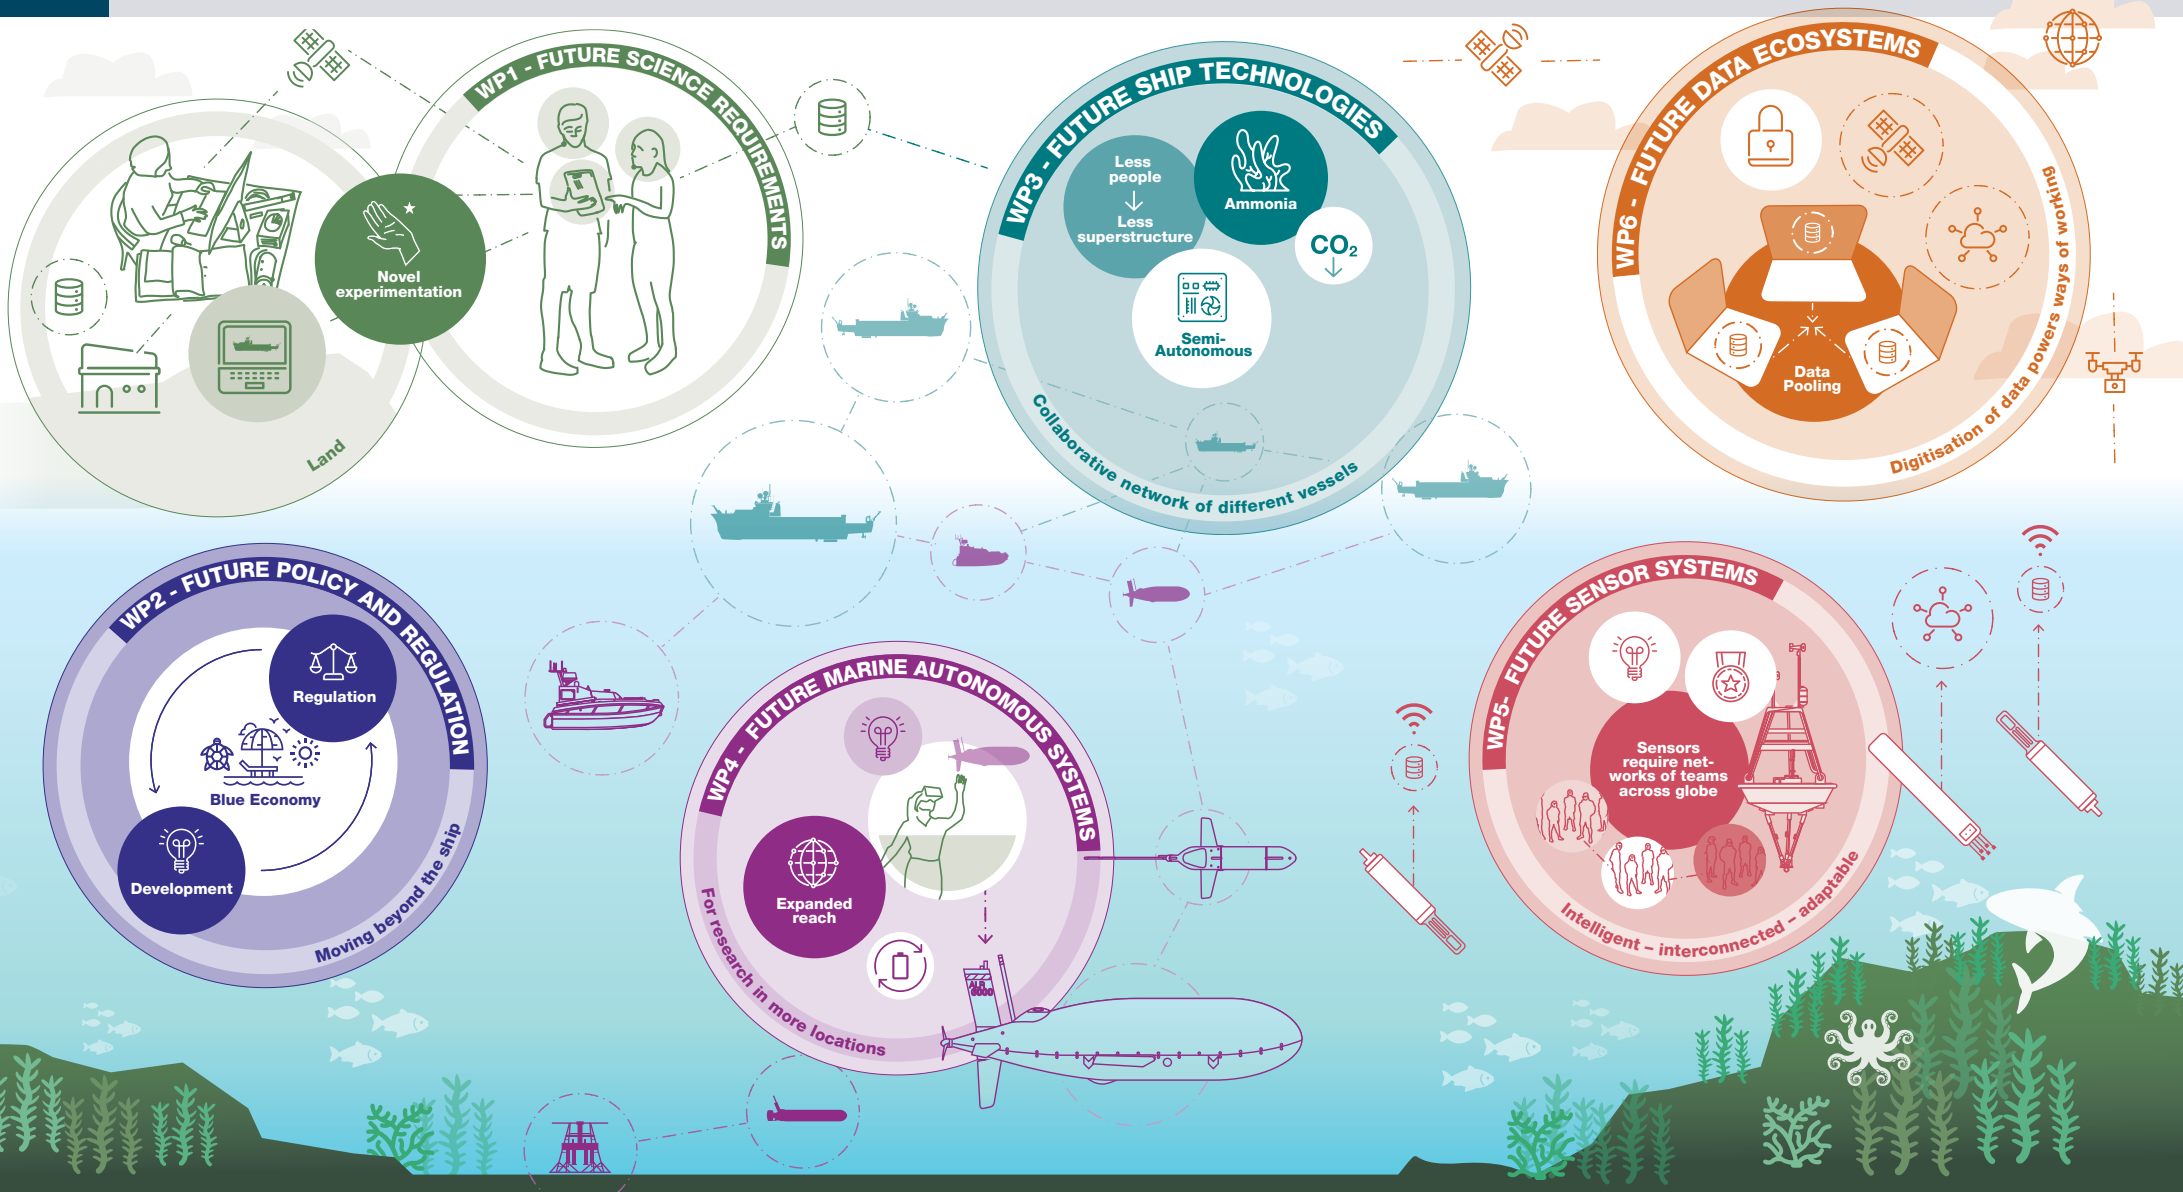 WP1 - FUTURE SCIENCE REQUIREMENTS
Novel
experimentation
Land
WP3 - FUTURE SHIP TECHNOLOGIES
Less
people
Less
superstructure
Ammonia
CO₂
Semi-
Autonomous
Collaborative network of different vessels
WP6 - FUTURE DATA ECOSYSTEMS
Data
Pooling
Digitisation of data powers ways of working
WP2 - FUTURE POLICY AND REGULATION
Regulation
Blue Economy
Development
Moving beyond the ship
WP4 - FUTURE MARINE AUTONOMOUS SYSTEMS
Expanded
reach
For research in more locations
ALR
6000
WP5- FUTURE SENSOR SYSTEMS
Sensors
require net-
works of teams
across globe
Intelligent – interconnected – adaptable